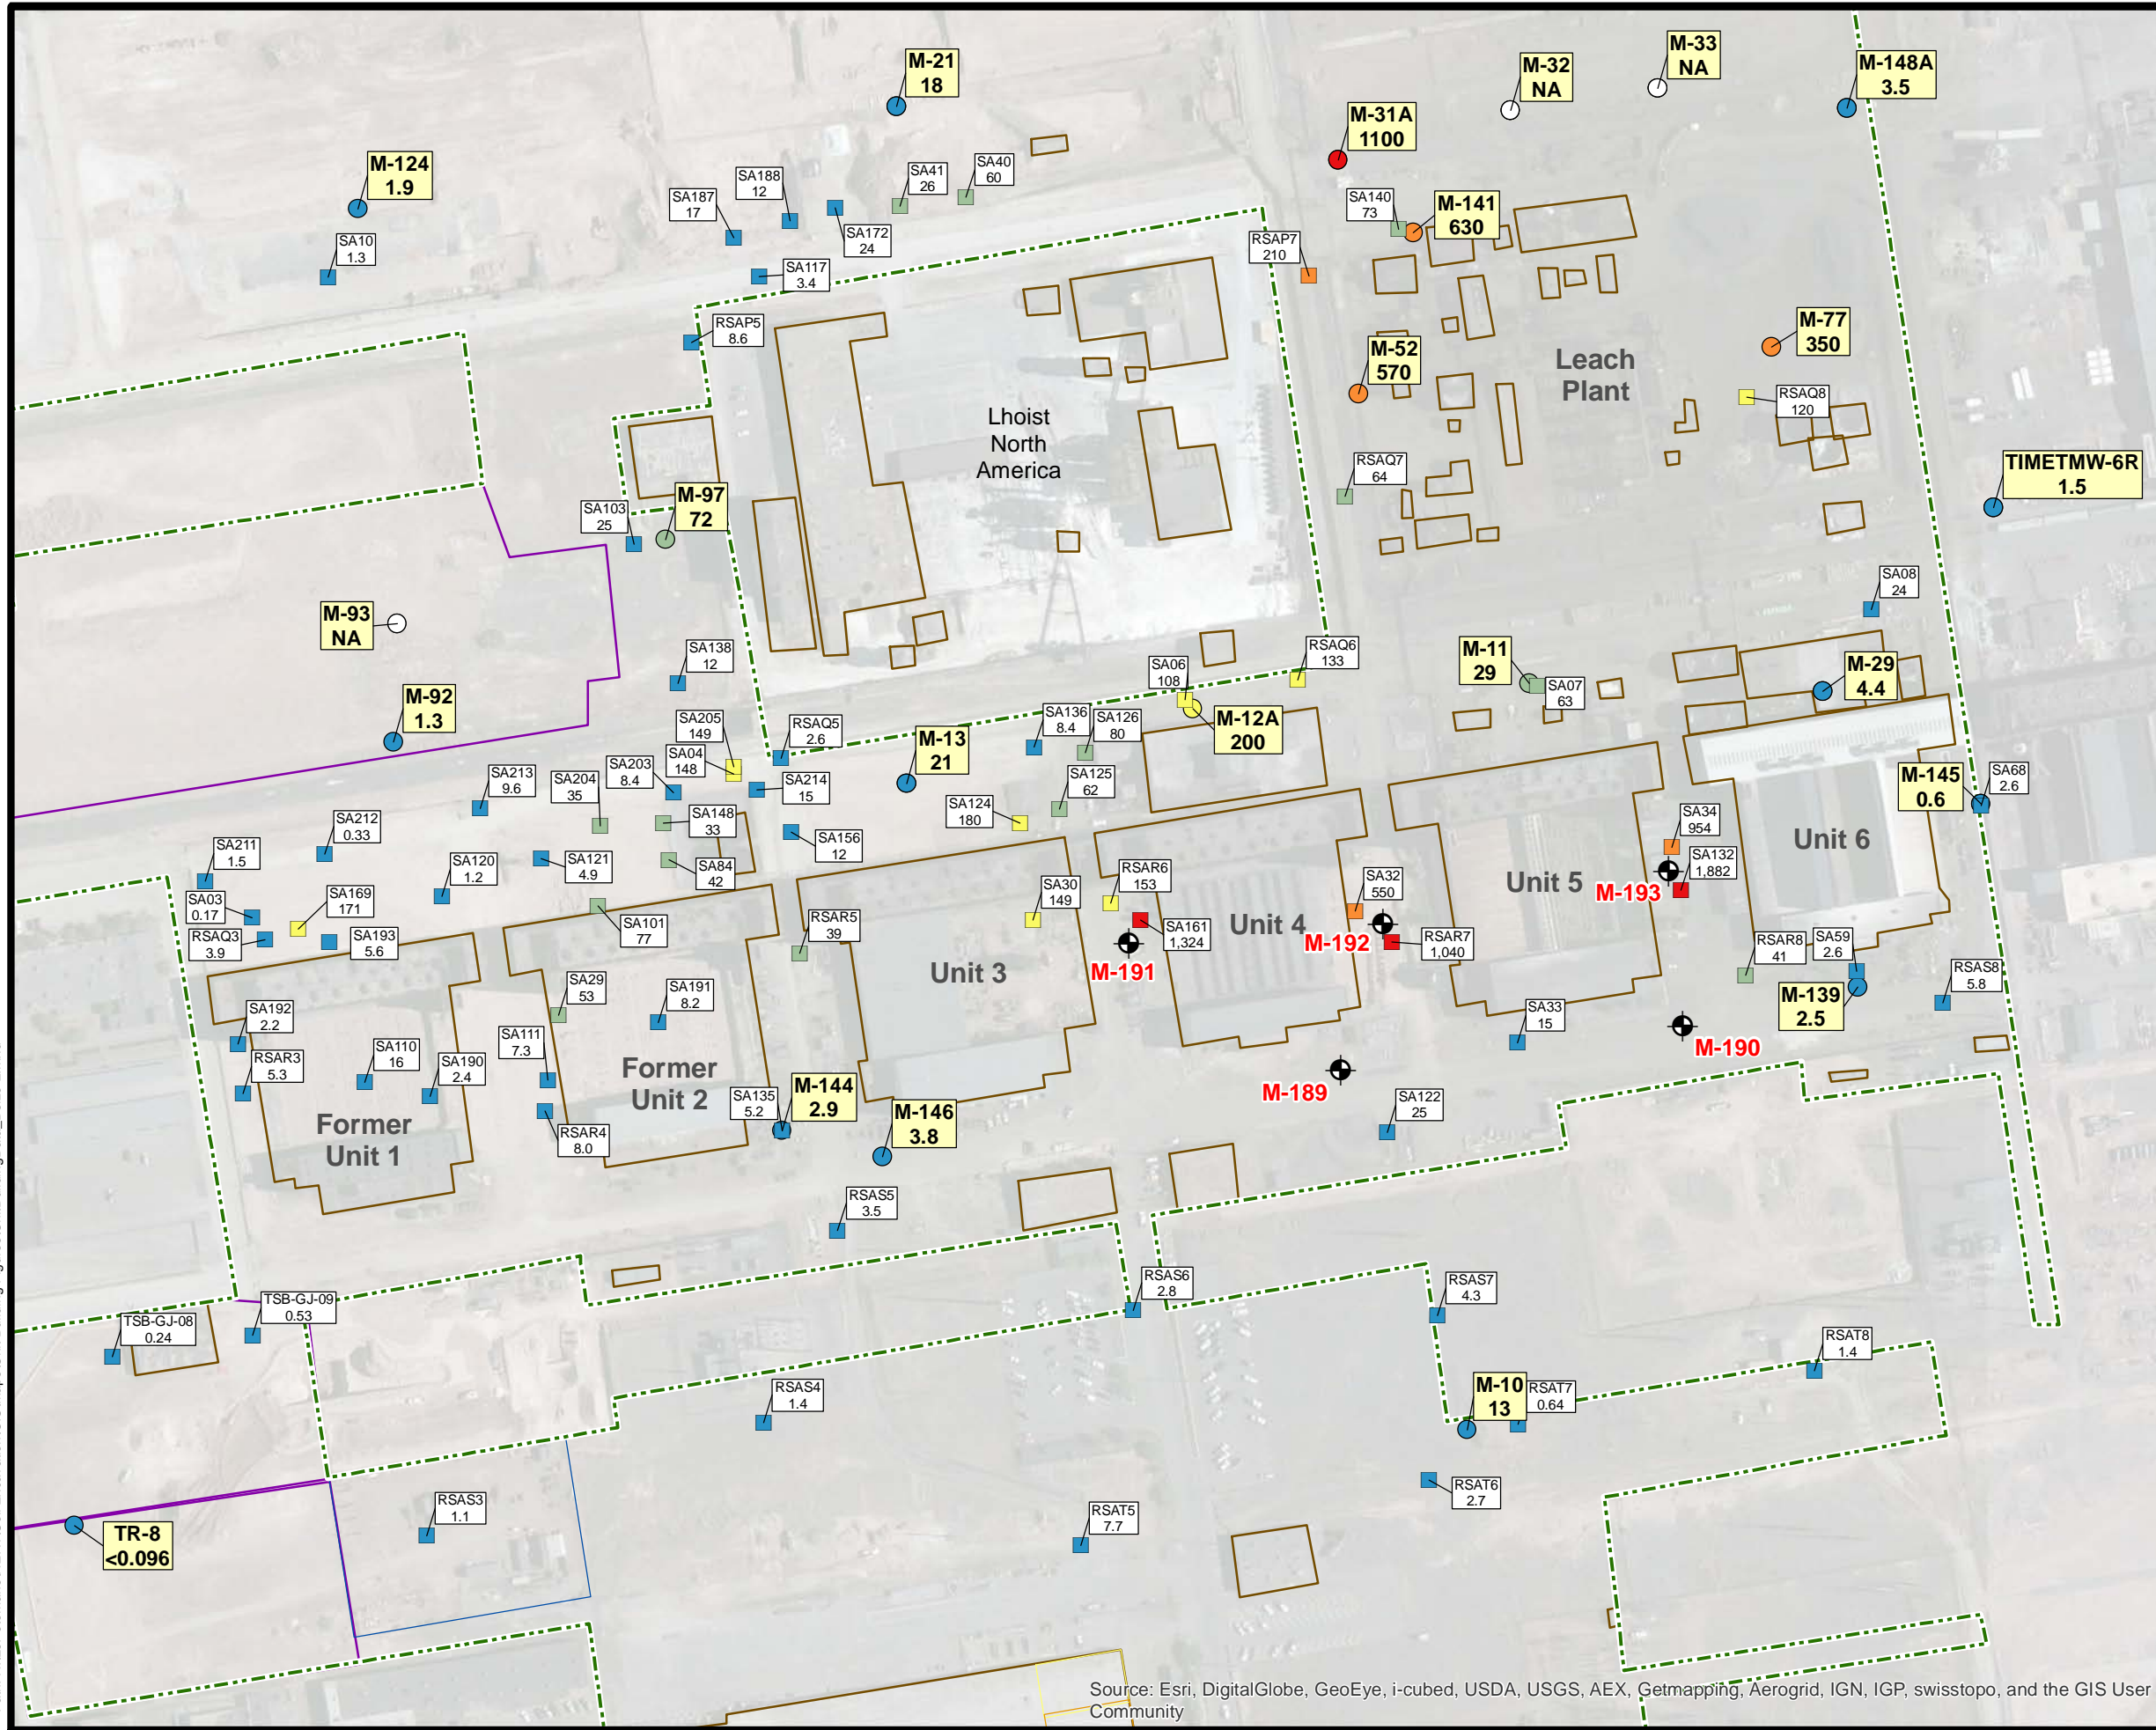 M-21
18
M-32
NA
M-33
NA
M-148A
3.5
M-31A
1100
M-124
1.9
SA10
1.3
SA187
17
SA188
12
SA41
26
SA40
60
SA172
24
SA117
3.4
SA140
73
M-141
630
RSAP7
210
RSAP5
8.6
M-52
570
Leach
Plant
M-77
350
RSAQ8
120
Lhoist
North
America
RSAQ7
64
TIMETMW-6R
1.5
SA103
25
M-97
72
SA08
24
M-93
NA
M-92
1.3
SA138
12
SA06
108
RSAQ6
133
M-11
29
SA07
63
M-29
4.4
SA205
149
SA04
148
RSAQ5
2.6
M-13
21
SA136
8.4
SA126
80
M-12A
200
SA203
8.4
SA204
35
SA213
9.6
SA214
15
SA125
62
SA124
180
M-145
0.6
SA68
2.6
SA148
33
SA212
0.33
SA211
1.5
SA120
1.2
SA121
4.9
SA84
42
SA156
12
SA34
954
Unit 6
SA132
1,882
M-193
SA03
0.17
SA169
171
RSAQ3
3.9
SA193
5.6
SA101
77
RSAR5
39
SA30
149
RSAR6
153
SA161
1,324
Unit 4
SA32
550
M-192
RSAR7
1,040
Unit 5
M-191
Unit 3
RSAR8
41
SA59
2.6
M-139
2.5
RSAS8
5.8
SA29
53
SA191
8.2
SA192
2.2
RSAR3
5.3
SA110
16
SA190
2.4
SA111
7.3
Former
Unit 2
SA33
15
M-190
M-189
SA135
5.2
M-144
2.9
M-146
3.8
SA122
25
Former
Unit 1
RSAR4
8.0
RSAS5
3.5
TSB-GJ-09
0.53
TSB-GJ-08
0.24
RSAS6
2.8
RSAS7
4.3
RSAT8
1.4
RSAS4
1.4
M-10
13
RSAT7
0.64
RSAT6
2.7
RSAS3
1.1
RSAT5
7.7
TR-8
<0.096
Source: Esri, DigitalGlobe, GeoEye, i-cubed, USDA, USGS, AEX, Getmapping, Aerogrid, IGN, IGP, swisstopo, and the GIS User
Community